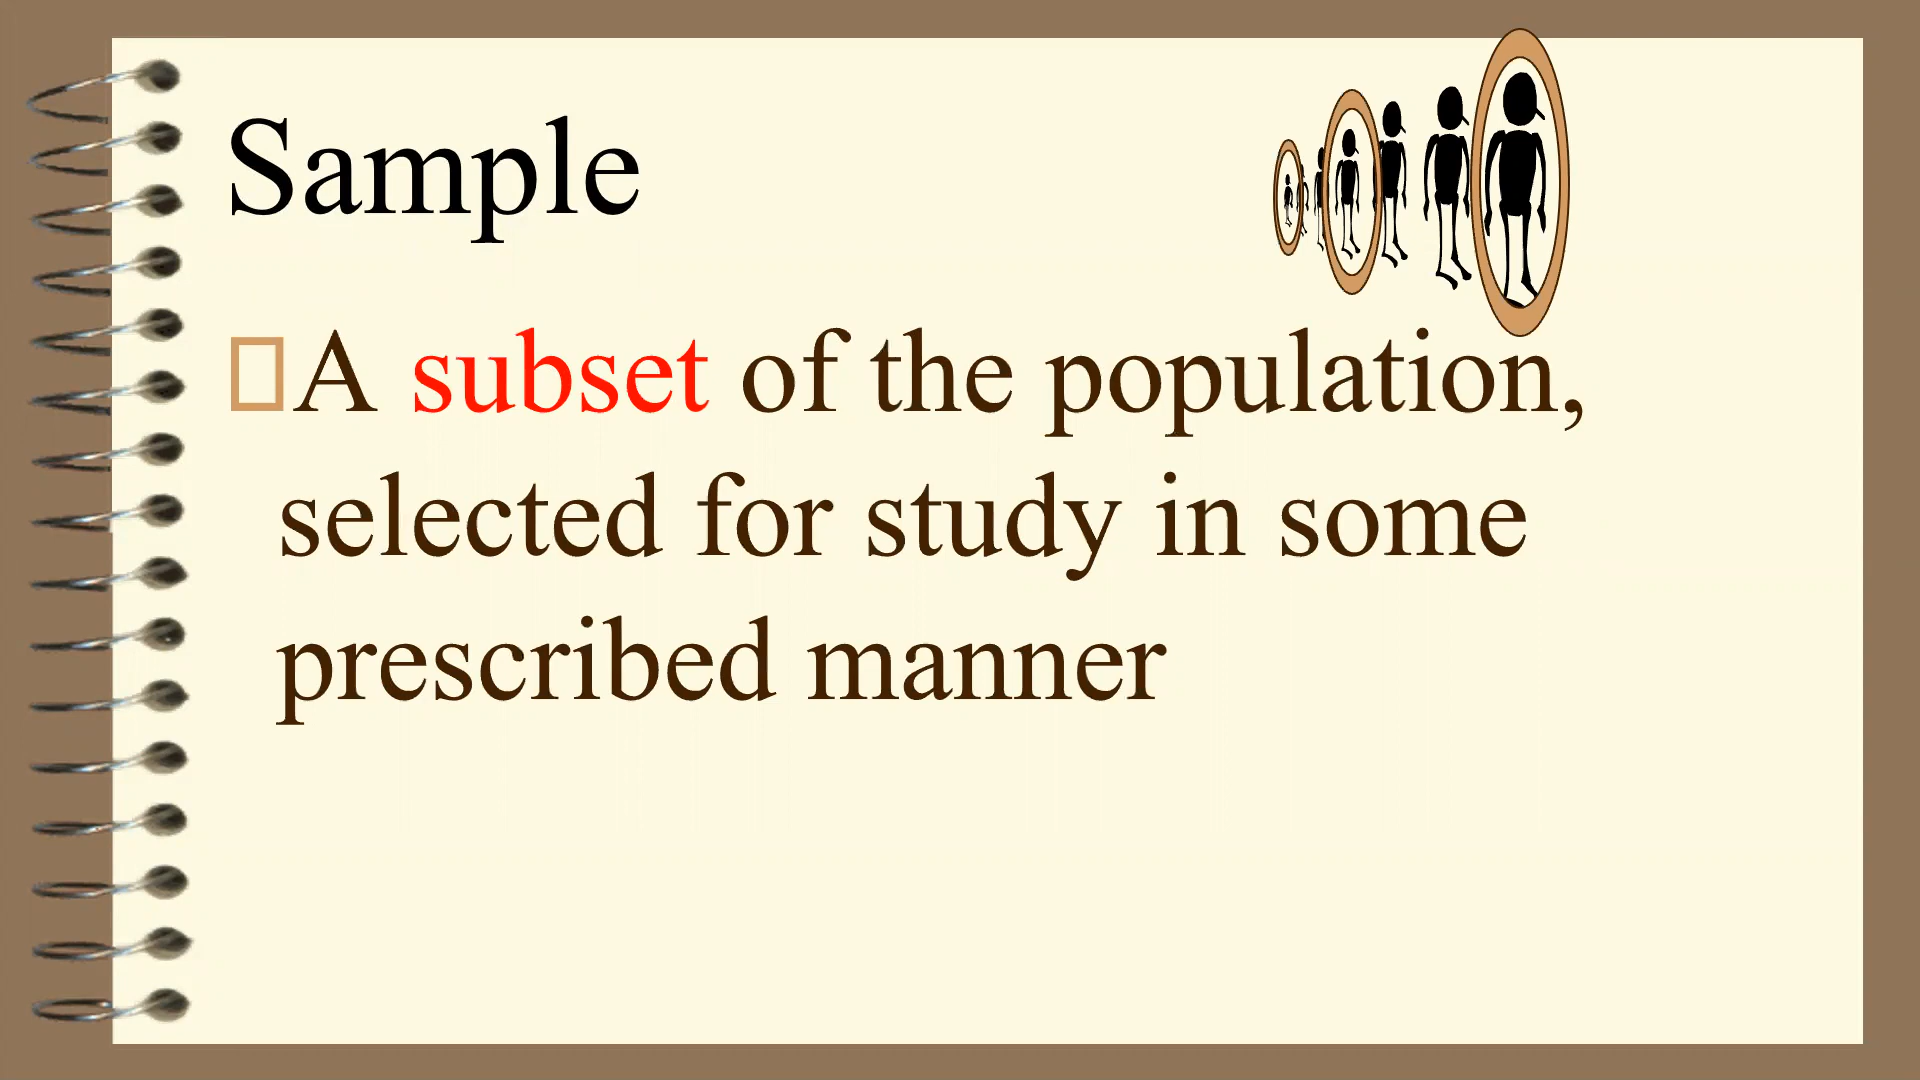 Sample
A subset of the population,
selected for study in some
prescribed manner